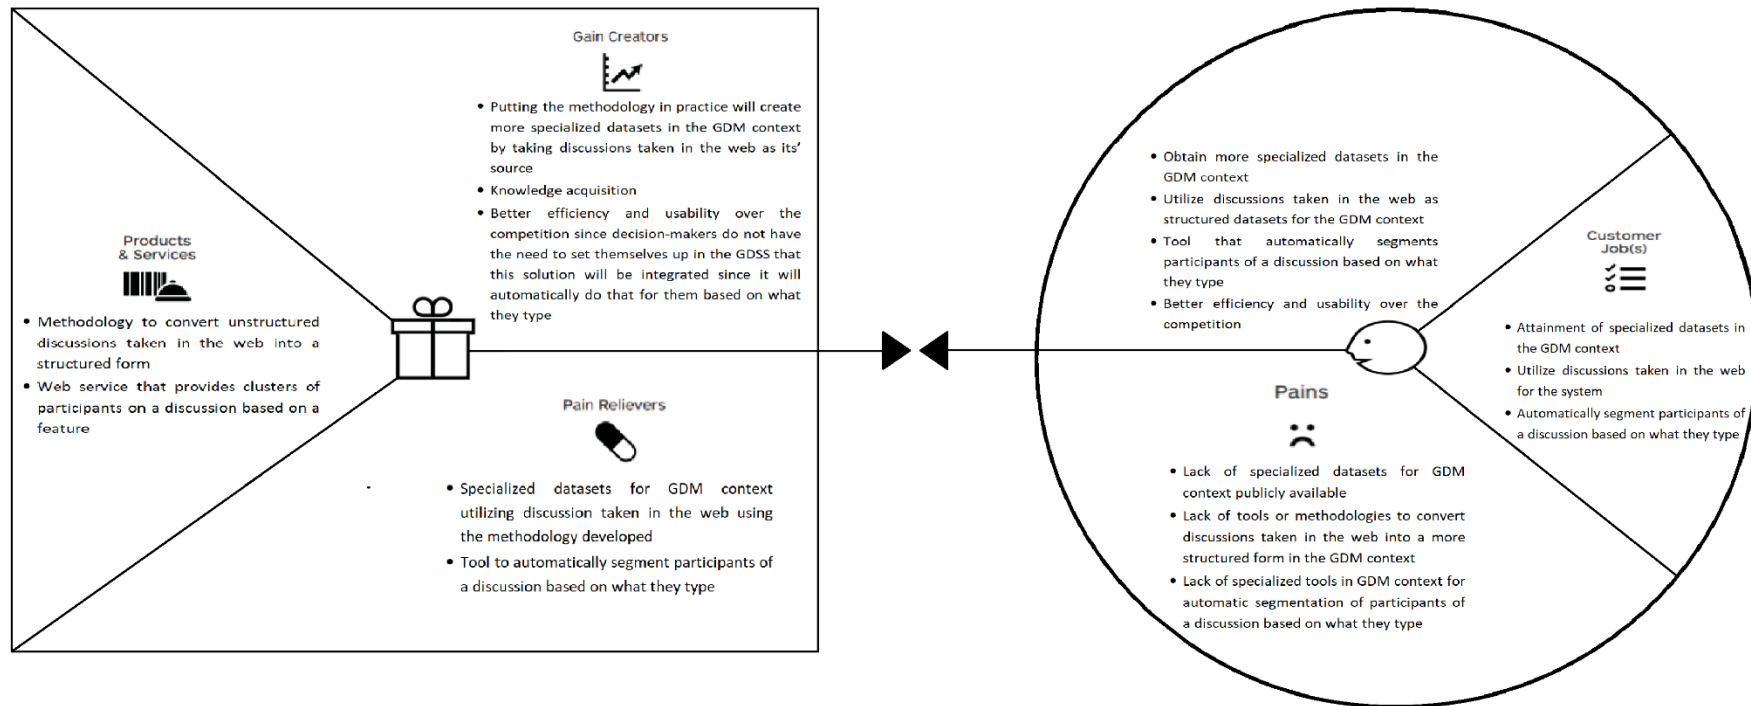 Gain Creators
• Putting the methodology in practice will create
more specialized datasets in the GDM context
by taking discussions taken in the web as its'
source
• Knowledge acquisition
• Better efficiency and usability over the
competition since decision-makers do not have
the need to set themselves up in the GDSS that
this solution will be integrated since it will
automatically do that for them based on what
they type
Products
& Services
• Methodology to convert unstructured
discussions taken in the web into a
structured form
• Web service that provides clusters of
participants on a discussion based on a
feature
Pain Relievers
• Specialized datasets for GDM context
utilizing discussion taken in the web using
the methodology developed
• Tool to automatically segment participants of
a discussion based on what they type
• Obtain more specialized datasets in the
GDM context
• Utilize discussions taken in the web as
structured datasets for the GDM context
• Tool that automatically segments
participants of a discussion based on what
they type
• Better efficiency and usability over the
competition
Customer
Job(s)
• Attainment of specialized datasets in
the GDM context
• Utilize discussions taken in the web
for the system
• Automatically segment participants of
a discussion based on what they type
Pains
• Lack of specialized datasets for GDM
context publicly available
• Lack of tools or methodologies to convert
discussions taken in the web into a more
structured form in the GDM context
• Lack of specialized tools in GDM context for
automatic segmentation of participants of
a discussion based on what they type